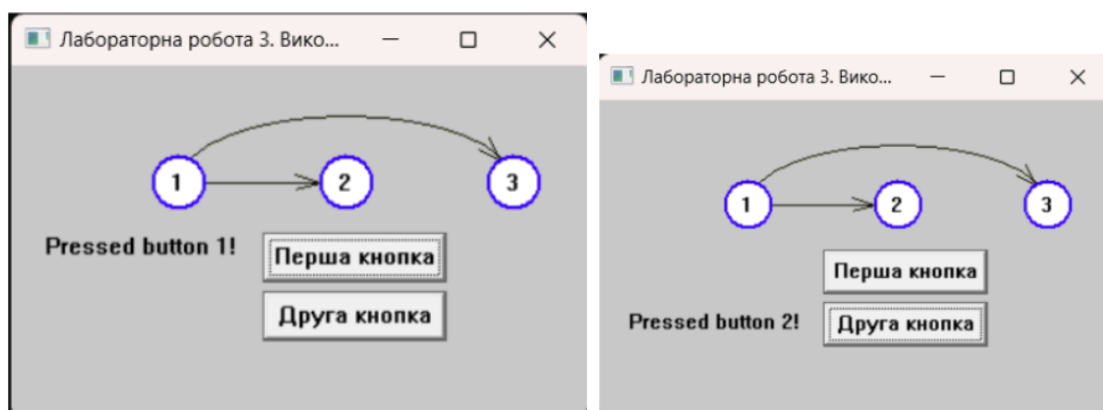 Лабораторна робота 3. Вико...
1 2 3
Pressed button 1!
Перша кнопка
Друга кнопка
Лабораторна робота 3. Вико...
1 2 3
Перша кнопка
Pressed button 2!
Друга кнопка